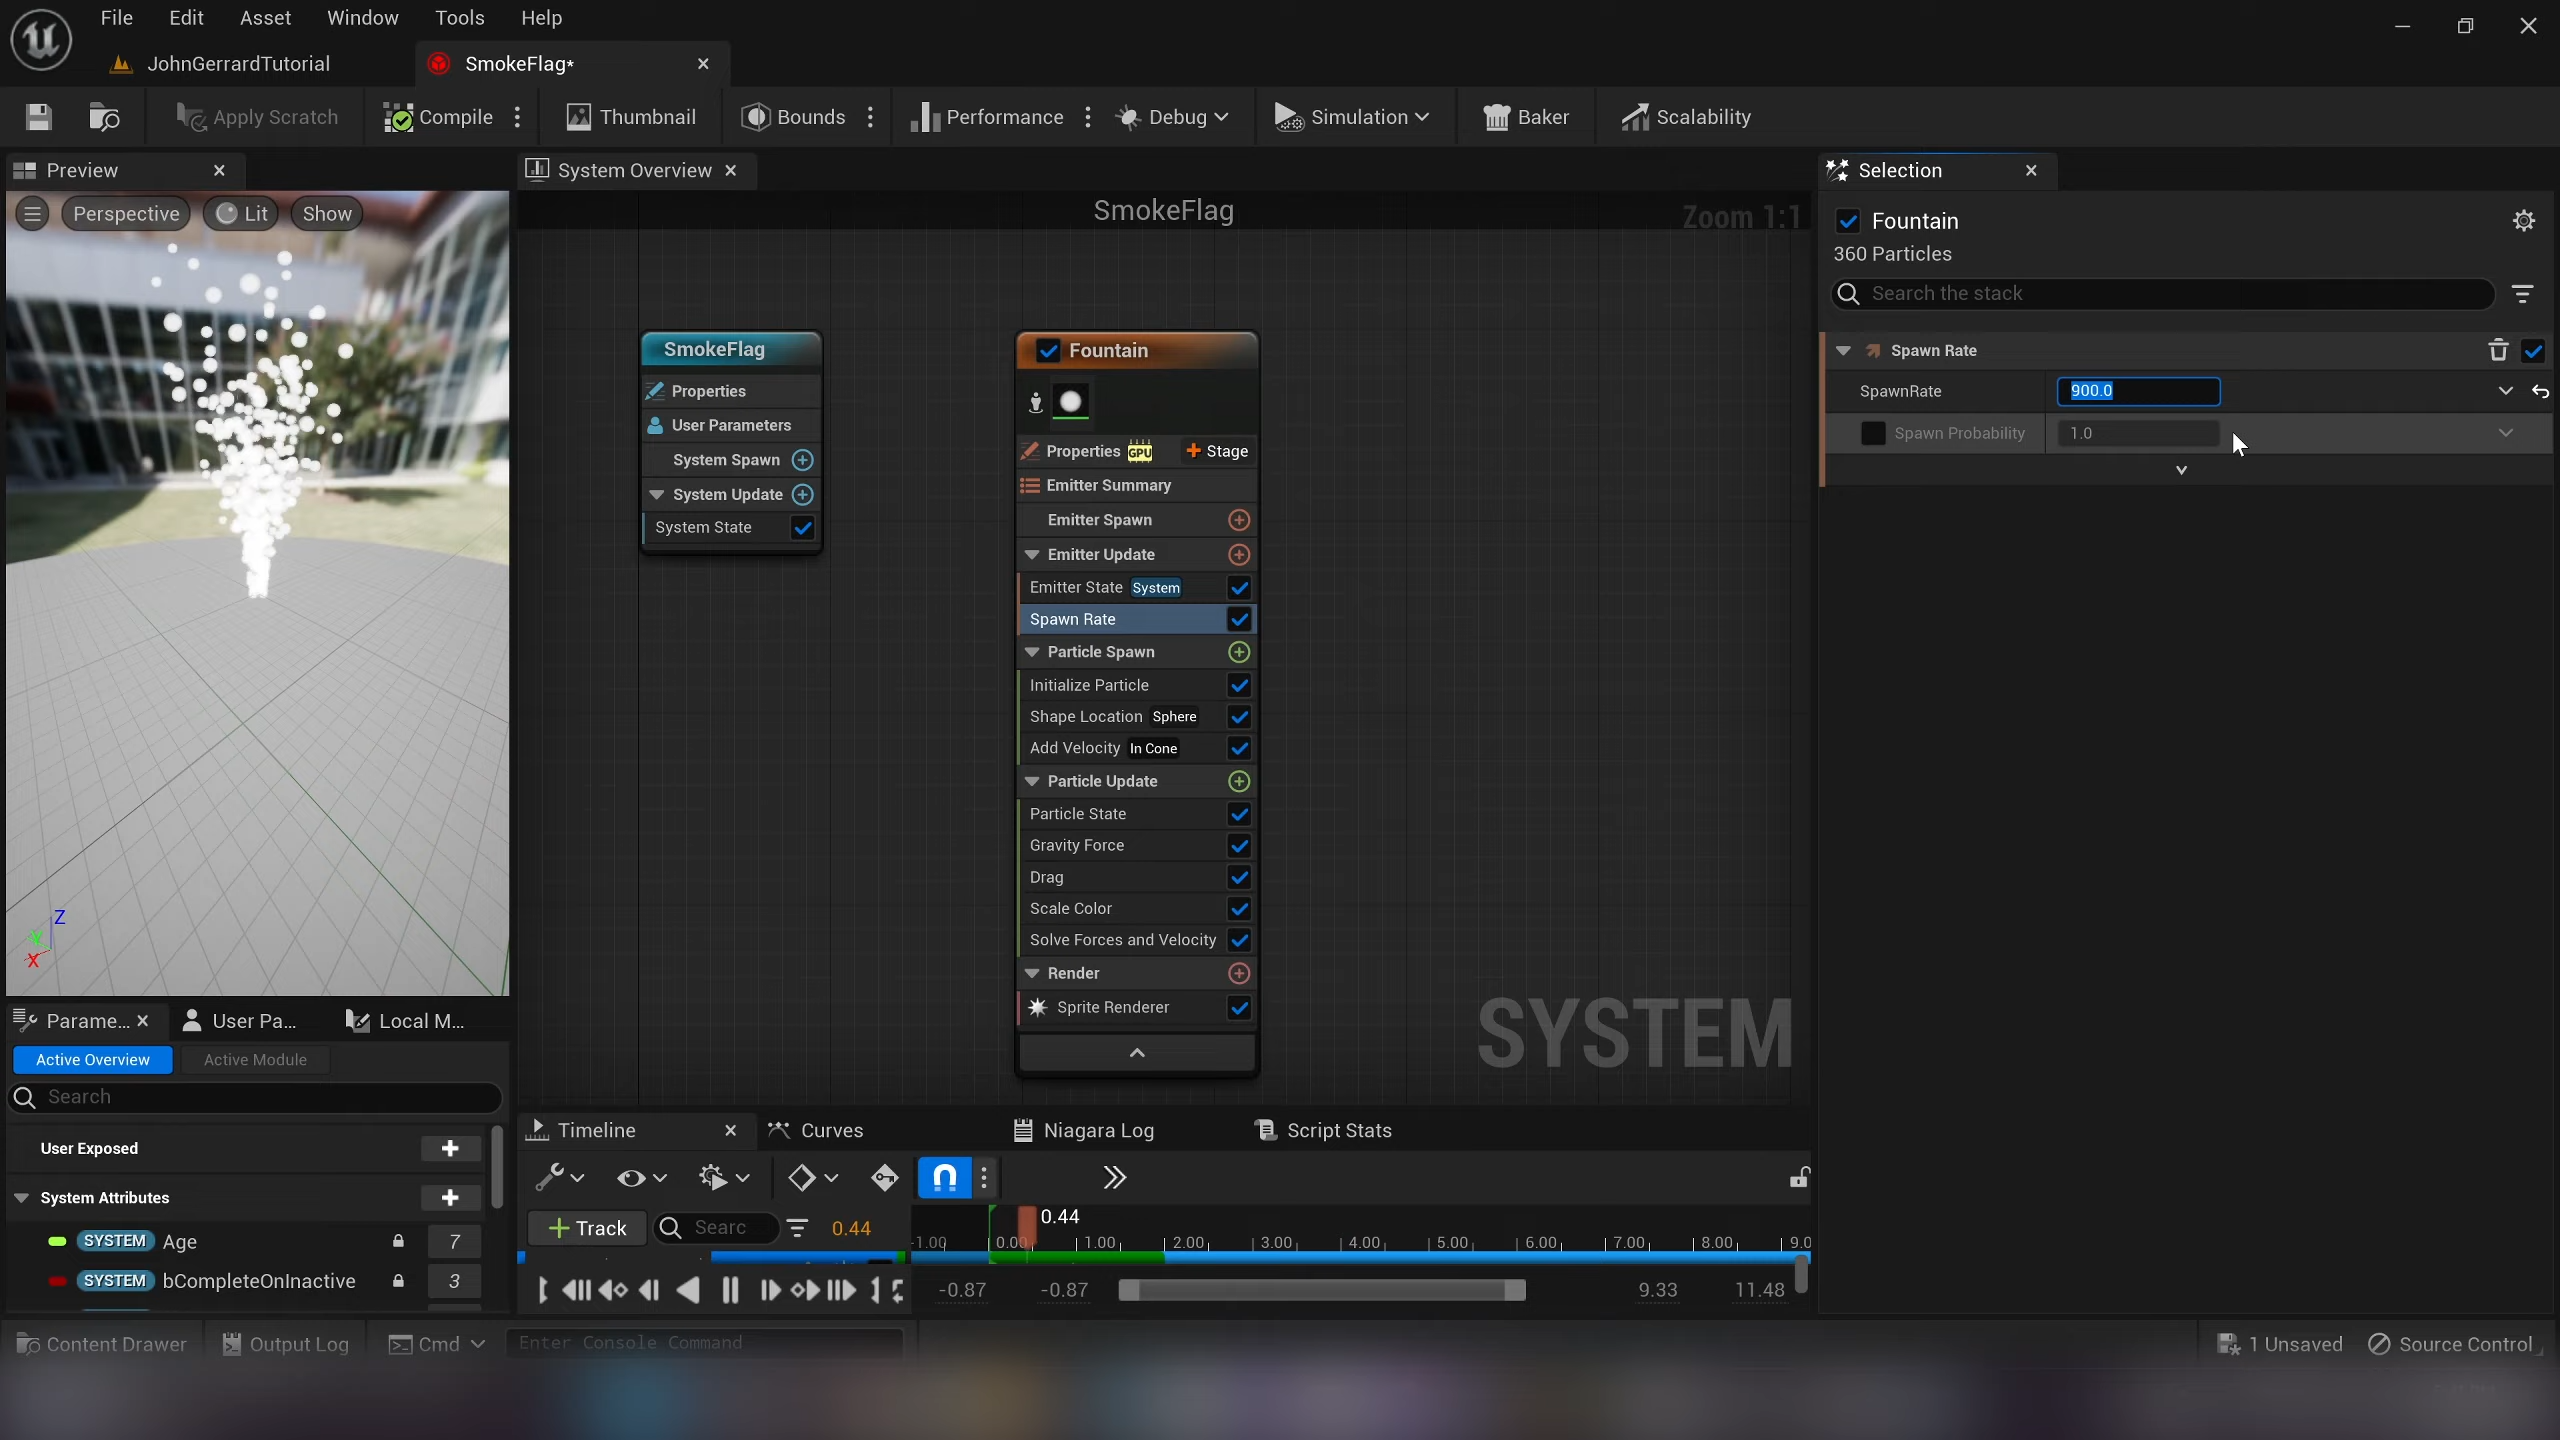 File Edit Asset Window Tools Help
JohnGerrardTutorial SmokeFlag*
Apply Scratch Compile Thumbnail Bounds Performance Debug Simulation Baker Scalability
Preview
Perspective Lit Show
Z
Y
X
System Overview
SmokeFlag
Zoom 1:1
SmokeFlag
Properties
User Parameters
System Spawn
System Update
System State
Fountain
Properties GPU Stage
Emitter Summary
Emitter Spawn
Emitter Update
Emitter State System
Spawn Rate
Particle Spawn
Initialize Particle
Shape Location Sphere
Add Velocity In Cone
Particle Update
Particle State
Gravity Force
Drag
Scale Color
Solve Forces and Velocity
Render
Sprite Renderer
SYSTEM
Selection
Fountain
360 Particles
Search the stack
Spawn Rate
SpawnRate 900.0
Spawn Probability 1.0
Parame... User Pa... Local M...
Active Overview Active Module
Search
User Exposed
System Attributes
SYSTEM Age 7
SYSTEM bCompleteOnInactive 3
Timeline Curves Niagara Log Script Stats
Track Searc 0.44 0.44
-1.00 0.00 1.00 2.00 3.00 4.00 5.00 6.00 7.00 8.00 9.0
-0.87 -0.87 9.33 11.48
Content Drawer Output Log Cmd Enter Console Command 1 Unsaved Source Control